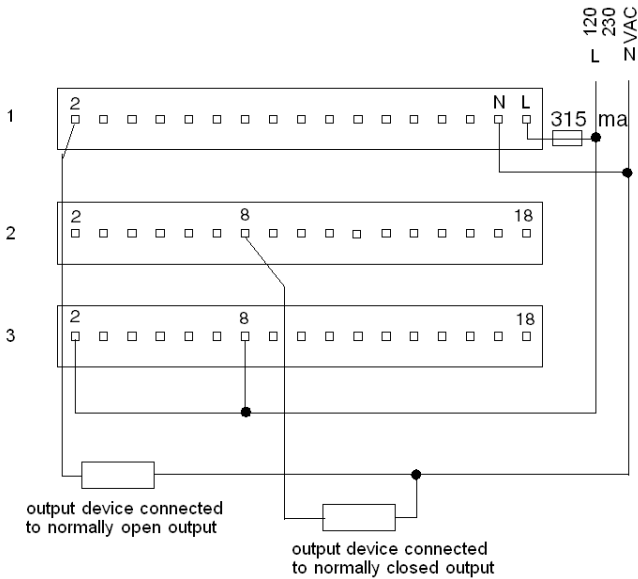 120
230
L N VAC
1
2
N L
315 ma
2
2
8
18
3
2
8
18
output device connected
to normally open output
output device connected
to normally closed output